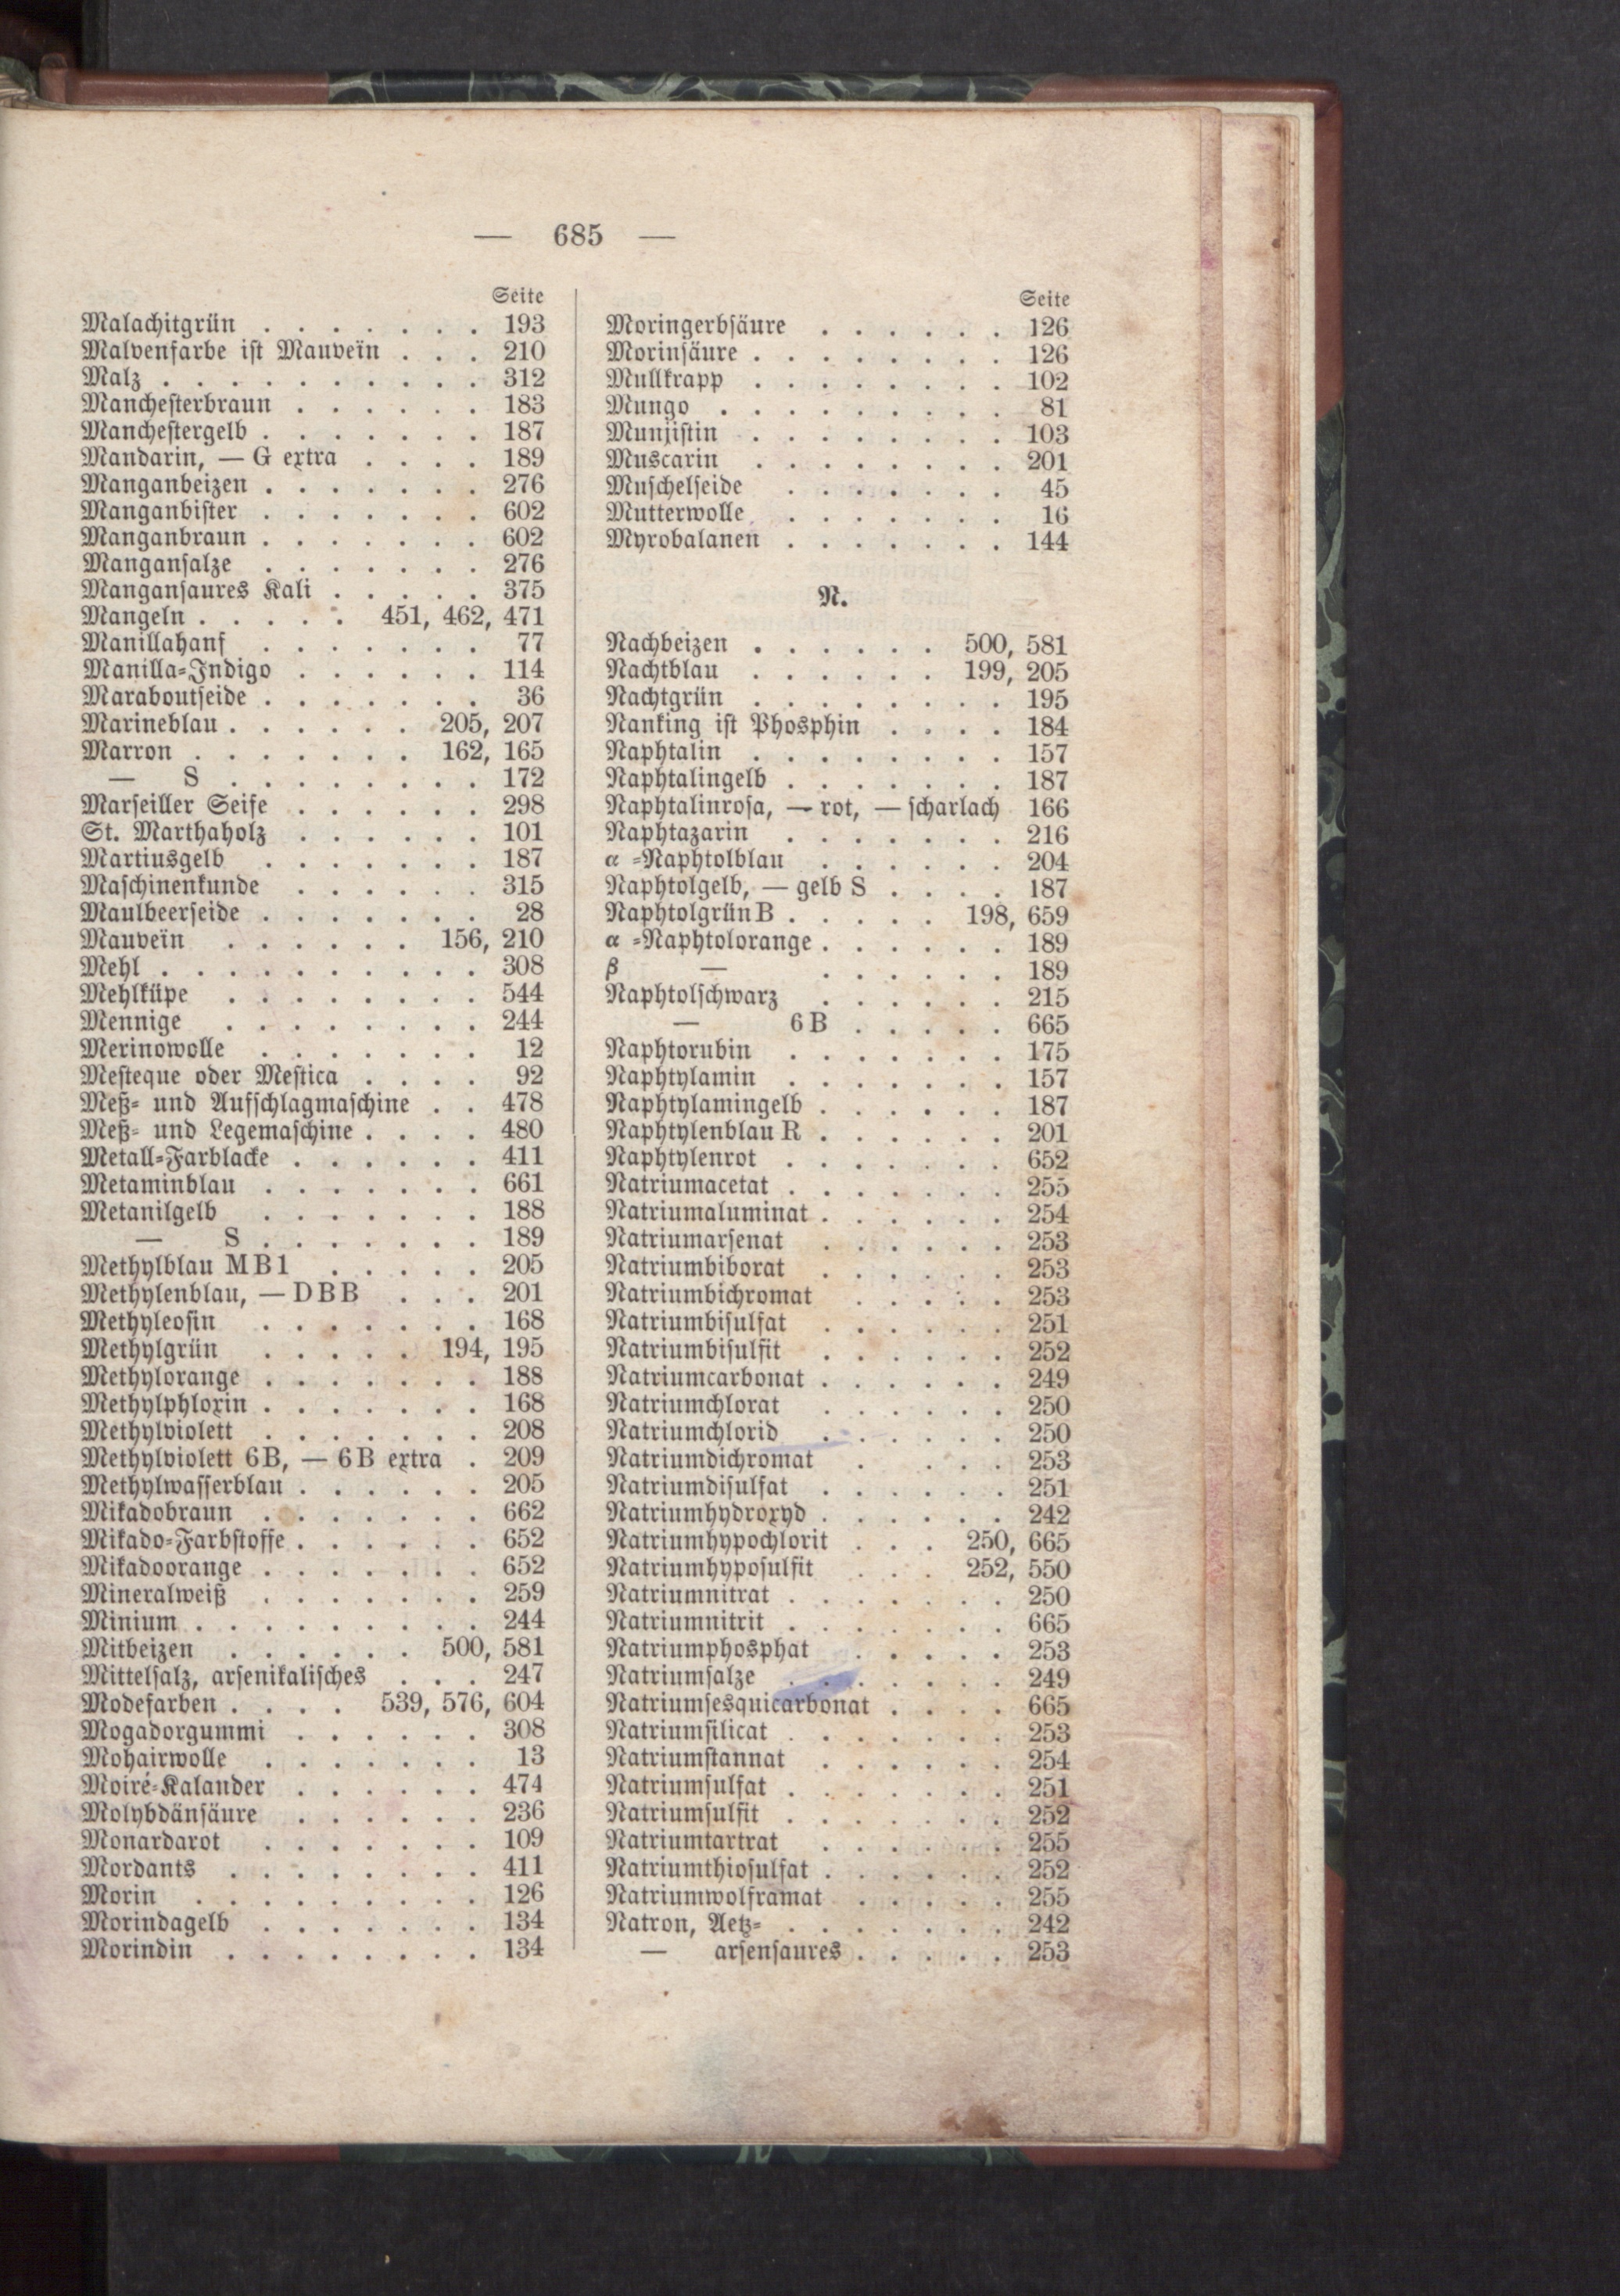 — 685 —
Seite
Malachitgrün . . . . . . . 193
Malvenfarbe ist Mauveïn . . . 210
Malz . . . . . . . . . . 312
Manchesterbraun . . . . . . 183
Manchestergelb . . . . . . . 187
Mandarin, — G extra . . . . 189
Manganbeizen . . . . . . . 276
Manganbister . . . . . . . 602
Manganbraun . . . . . . . 602
Mangansalze . . . . . . . 276
Mangansaures Kali . . . . . 375
Mangeln . . . . . 451, 462, 471
Manillahanf . . . . . . . 77
Manilla-Indigo . . . . . . 114
Maraboutseide . . . . . . . 36
Marineblau . . . . . . 205, 207
Marron . . . . . . . 162, 165
— S . . . . . . . . 172
Marseiller Seife . . . . . . 298
St. Marthaholz . . . . . . 101
Martiusgelb . . . . . . . 187
Maschinenkunde . . . . . . 315
Maulbeerseide . . . . . . . 28
Mauveïn . . . . . . 156, 210
Mehl . . . . . . . . . . 308
Mehlküpe . . . . . . . . 544
Mennige . . . . . . . . 244
Merinowolle . . . . . . . 12
Mesteque oder Mestica . . . . 92
Meß- und Aufschlagmaschine . . 478
Meß- und Legemaschine . . . . 480
Metall-Farblacke . . . . . . 411
Metaminblau . . . . . . . 661
Metanilgelb . . . . . . . 188
— S . . . . . . . 189
Methylblau MB1 . . . . . 205
Methylenblau, — DBB . . . 201
Methyleosin . . . . . . . 168
Methylgrün . . . . . 194, 195
Methylorange . . . . . . . 188
Methylphloxin . . . . . . . 168
Methylviolett . . . . . . . 208
Methylviolett 6B, — 6B extra . 209
Methylwasserblau . . . . . . 205
Mikadobraun . . . . . . . 662
Mikado-Farbstoffe . . . . . . 652
Mikadoorange . . . . . . . 652
Mineralweiß . . . . . . . 259
Minium . . . . . . . . . 244
Mitbeizen . . . . . . 500, 581
Mittelsalz, arsenikalisches . . . 247
Modefarben . . . . 539, 576, 604
Mogadorgummi . . . . . . 308
Mohairwolle . . . . . . . 13
Moiré-Kalander . . . . . . 474
Molybdänsäure . . . . . . 236
Monardarot . . . . . . . 109
Mordants . . . . . . . . 411
Morin . . . . . . . . . 126
Morindagelb . . . . . . . 134
Morindin . . . . . . . . 134
Seite
Moringerbsäure . . . . . . 126
Morinsäure . . . . . . . . 126
Mullkrapp . . . . . . . . 102
Mungo . . . . . . . . . 81
Munjistin . . . . . . . . 103
Muscarin . . . . . . . . 201
Muschelseide . . . . . . . 45
Mutterwolle . . . . . . . 16
Myrobalanen . . . . . . . 144
N.
Nachbeizen . . . . . . 500, 581
Nachtblau . . . . . . 199, 205
Nachtgrün . . . . . . . . 195
Nanking ist Phosphin . . . . 184
Naphtalin . . . . . . . . 157
Naphtalingelb . . . . . . . 187
Naphtalinrosa, — rot, — scharlach 166
Naphtazarin . . . . . . . 216
α -Naphtolblau . . . . . . 204
Naphtolgelb, — gelb S . . . . 187
Naphtolgrün B . . . . . 198, 659
α -Naphtolorange . . . . . . 189
β — . . . . . . 189
Naphtolschwarz . . . . . . 215
— 6B . . . . . 665
Naphtorubin . . . . . . . 175
Naphtylamin . . . . . . . 157
Naphtylamingelb . . . . . . 187
Naphtylenblau R . . . . . . 201
Naphtylenrot . . . . . . . 652
Natriumacetat . . . . . . . 255
Natriumaluminat . . . . . . 254
Natriumarsenat . . . . . . 253
Natriumbiborat . . . . . . 253
Natriumbichromat . . . . . 253
Natriumbisulfat . . . . . . 251
Natriumbisulfit . . . . . . 252
Natriumcarbonat . . . . . . 249
Natriumchlorat . . . . . . 250
Natriumchlorid . . . . . . 250
Natriumdichromat . . . . 253
Natriumdisulfat . . . . . . 251
Natriumhydroxyd . . . . . . 242
Natriumhypochlorit . . . 250, 665
Natriumhyposulfit . . . 252, 550
Natriumnitrat . . . . . . . 250
Natriumnitrit . . . . . . . 665
Natriumphosphat . . . . . 253
Natriumsalze . . . . . . . 249
Natriumsesquicarbonat . . . . 665
Natriumsilicat . . . . . . . 253
Natriumstannat . . . . . . 254
Natriumsulfat . . . . . . . 251
Natriumsulfit . . . . . . . 252
Natriumtartrat . . . . . . 255
Natriumthiosulfat . . . . . . 252
Natriumwolframat . . . . . 255
Natron, Aetz- . . . . . . . 242
— arsensaures . . . . . 253